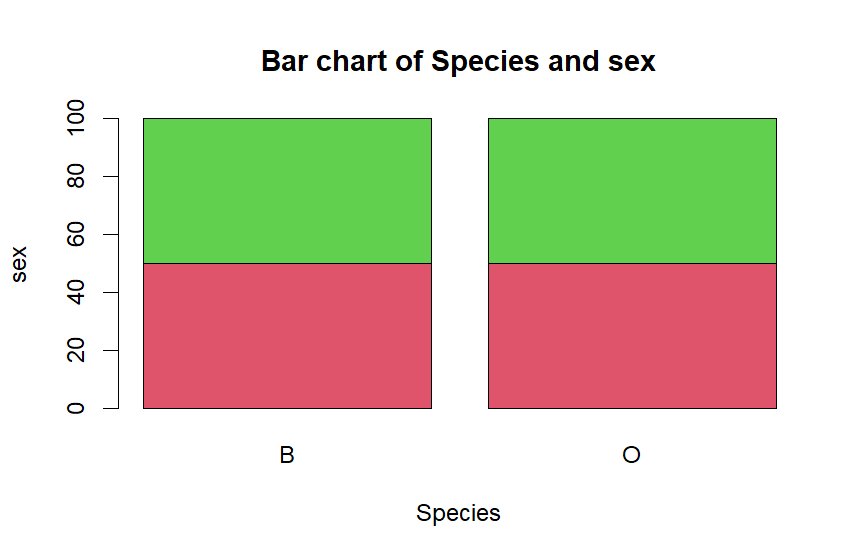 Bar chart of Species and sex
sex
100
80
60
40
20
0
B O
Species